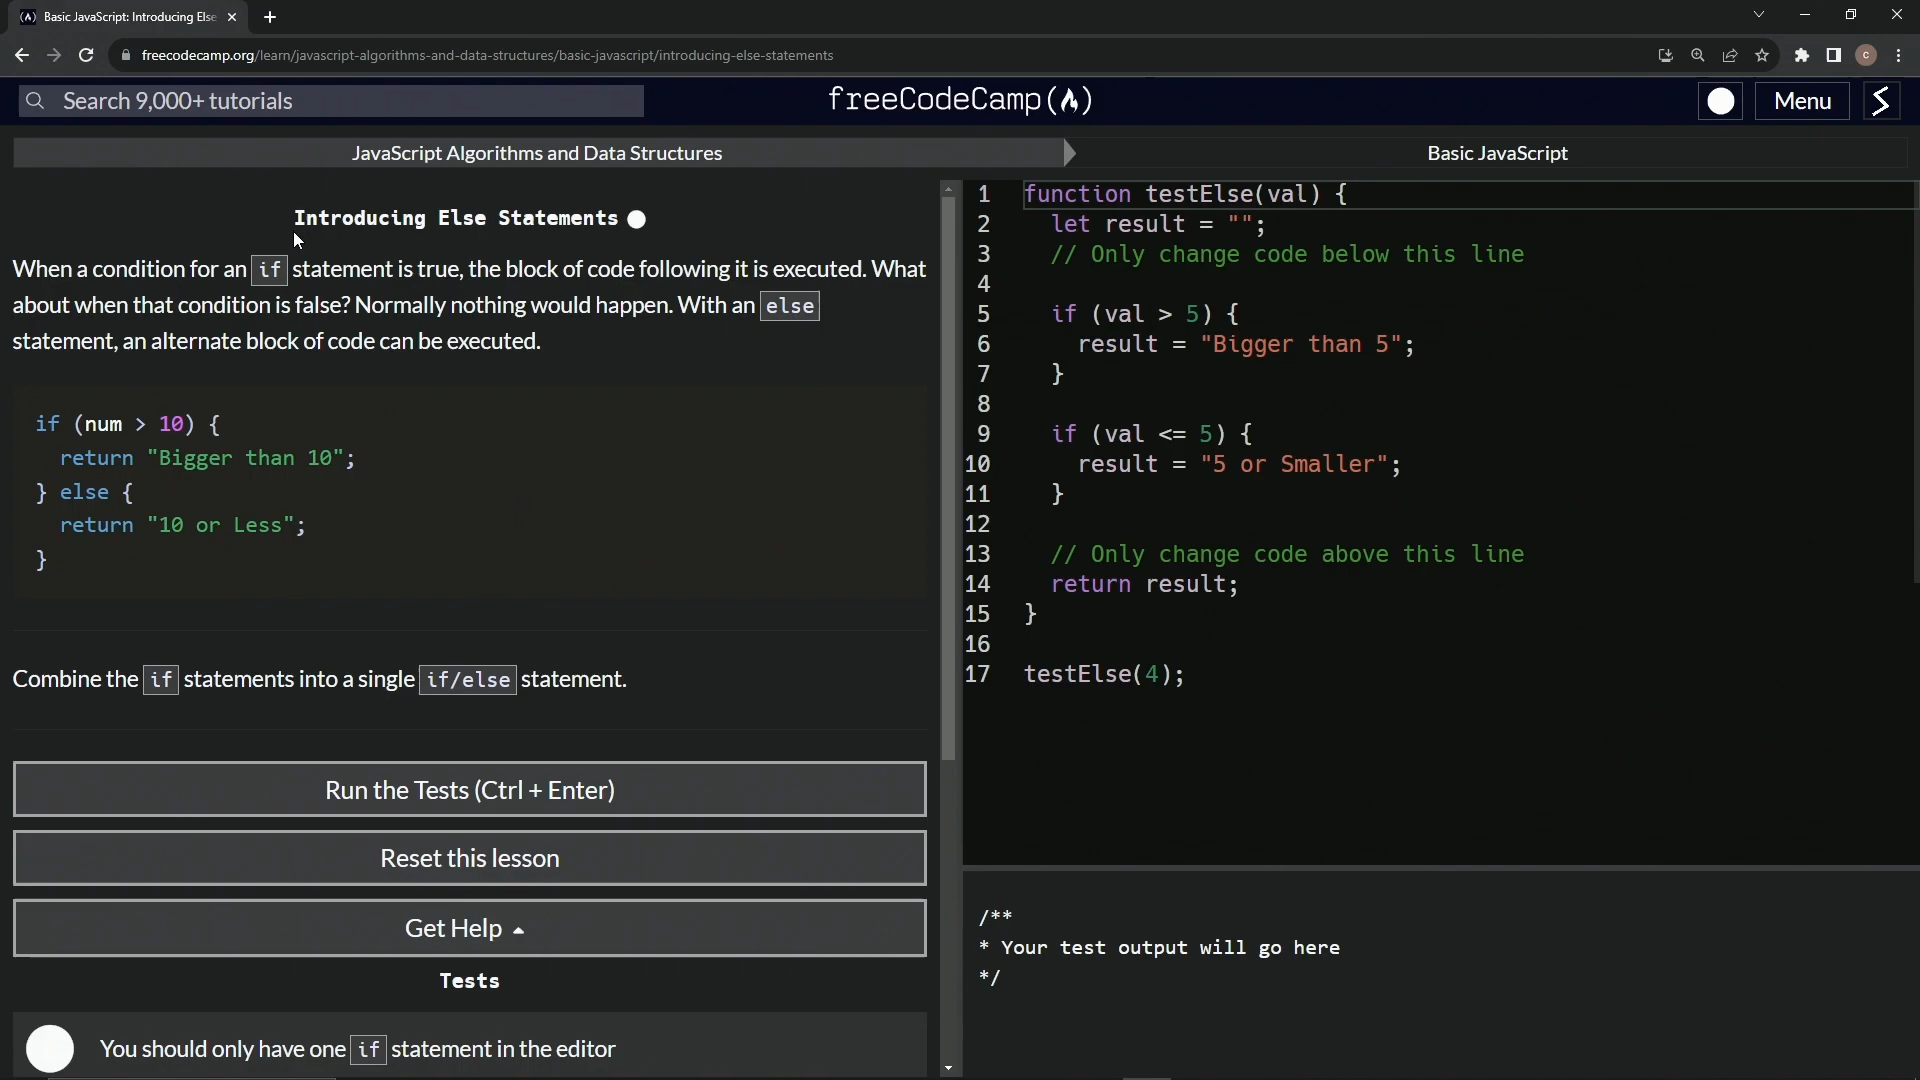 Basic JavaScript: Introducing Else
freecodecamp.org/learn/javascript-algorithms-and-data-structures/basic-javascript/introducing-else-statements
C
Search 9,000+ tutorials
freeCodeCamp
Menu
JavaScript Algorithms and Data Structures
Basic JavaScript
Introducing Else Statements
When a condition for an if statement is true, the block of code following it is executed. What
about when that condition is false? Normally nothing would happen. With an else
statement, an alternate block of code can be executed.
if (num > 10) {
  return "Bigger than 10";
} else {
  return "10 or Less";
}
Combine the if statements into a single if/else statement.
Run the Tests (Ctrl + Enter)
Reset this lesson
Get Help
Tests
You should only have one if statement in the editor
1 function testElse(val) {
2   let result = "";
3   // Only change code below this line
4
5   if (val > 5) {
6     result = "Bigger than 5";
7   }
8
9   if (val <= 5) {
10     result = "5 or Smaller";
11   }
12
13   // Only change code above this line
14   return result;
15 }
16
17 testElse(4);
/**
* Your test output will go here
*/